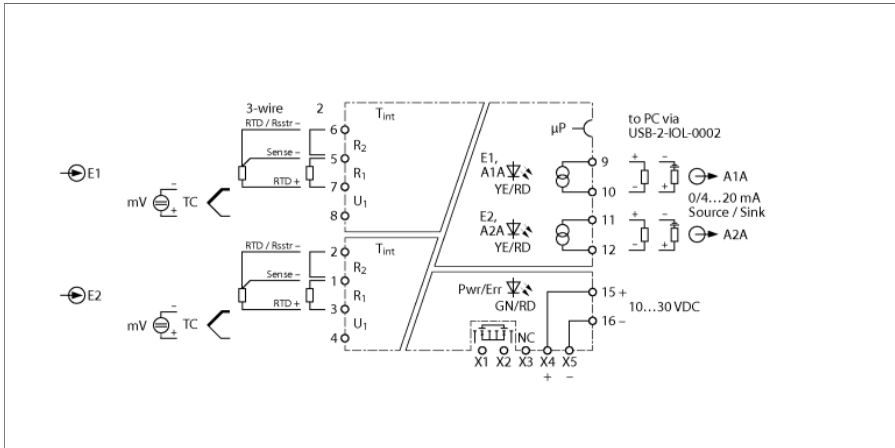 3-wire 2
RTD / Rsstr –
6
Tint
R2
Sense –
5
R1
RTD +
7
U1
8
E1
mV
–
+
TC
RTD / Rsstr –
2
Tint
R2
Sense –
1
R1
RTD +
3
U1
4
E2
mV
–
+
TC
µP
to PC via
USB-2-IOL-0002
E1,
A1A
YE/RD
9
10
+ –
– +
A1A
0/4...20 mA
Source / Sink
E2,
A2A
YE/RD
11
12
+ –
– +
A2A
Pwr/Err
GN/RD
15 +
10...30 VDC
16 –
NC
X1 X2 X3 X4 X5
+ –